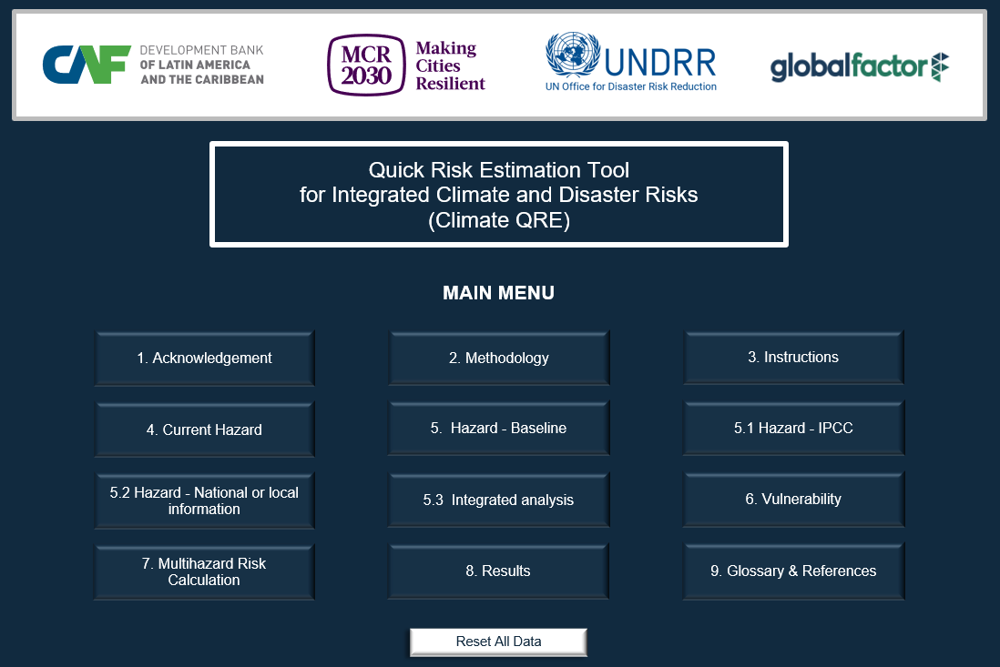 CAF DEVELOPMENT BANK
OF LATIN AMERICA
AND THE CARIBBEAN
MCR
2030
Making
Cities
Resilient
UNDRR
UN Office for Disaster Risk Reduction
globalfactor
Quick Risk Estimation Tool
for Integrated Climate and Disaster Risks
(Climate QRE)
MAIN MENU
1. Acknowledgement
2. Methodology
3. Instructions
4. Current Hazard
5. Hazard - Baseline
5.1 Hazard - IPCC
5.2 Hazard - National or local
information
5.3 Integrated analysis
6. Vulnerability
7. Multihazard Risk
Calculation
8. Results
9. Glossary & References
Reset All Data